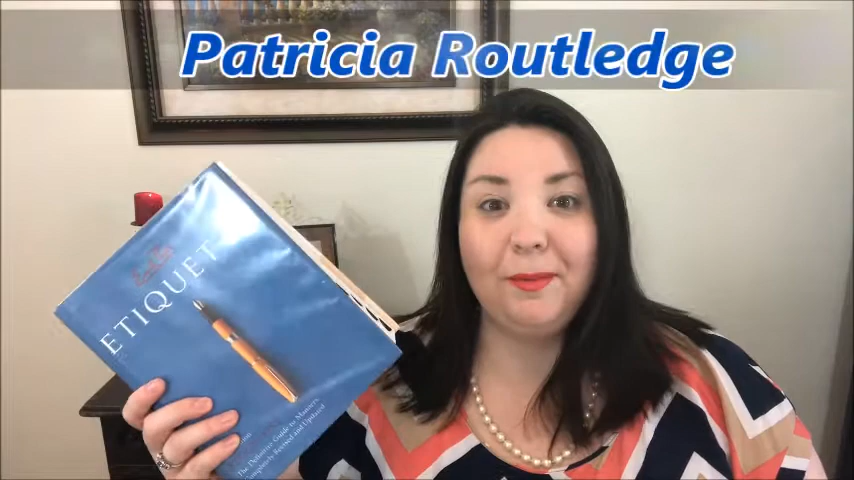 Patricia Routledge
ETIQUETTE
The Definitive Guide to Manners,
Completely Revised and Updated